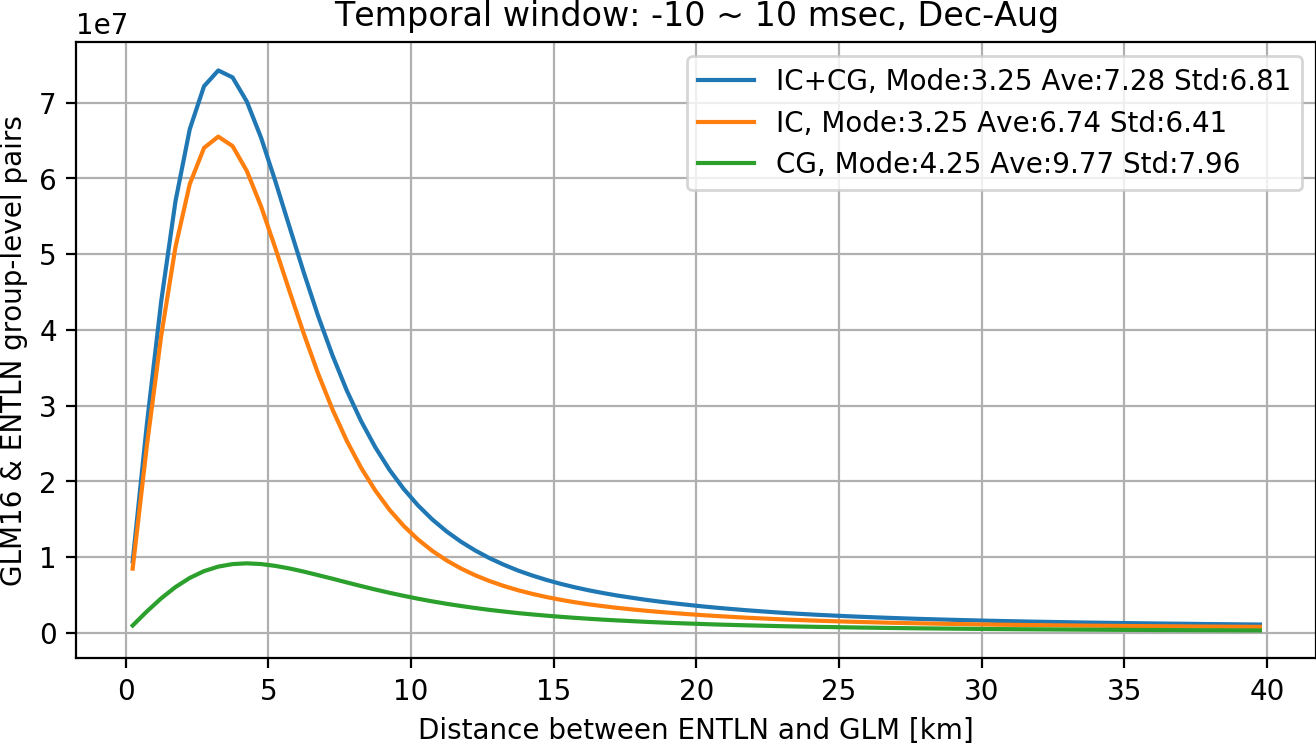 Temporal window: -10 ~ 10 msec, Dec-Aug
1e7
IC+CG, Mode:3.25 Ave:7.28 Std:6.81
IC, Mode:3.25 Ave:6.74 Std:6.41
CG, Mode:4.25 Ave:9.77 Std:7.96
GLM16 & ENTLN group-level pairs
7
6
5
4
3
2
1
0
0 5 10 15 20 25 30 35 40
Distance between ENTLN and GLM [km]